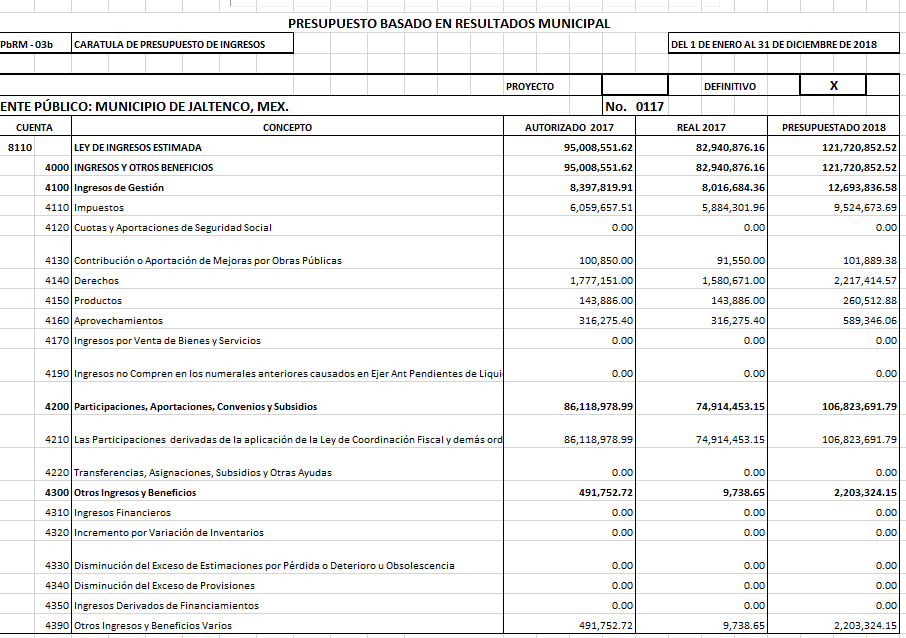 PRESUPUESTO BASADO EN RESULTADOS MUNICIPAL
PbRM - 03b CARATULA DE PRESUPUESTO DE INGRESOS DEL 1 DE ENERO AL 31 DE DICIEMBRE DE 2018
PROYECTO DEFINITIVO X
ENTE PÚBLICO: MUNICIPIO DE JALTENCO, MEX. No. 0117
CUENTA CONCEPTO AUTORIZADO 2017 REAL 2017 PRESUPUESTADO 2018
8110 LEY DE INGRESOS ESTIMADA 95,008,551.62 82,940,876.16 121,720,852.52
4000 INGRESOS Y OTROS BENEFICIOS 95,008,551.62 82,940,876.16 121,720,852.52
4100 Ingresos de Gestión 8,397,819.91 8,016,684.36 12,693,836.58
4110 Impuestos 6,059,657.51 5,884,301.96 9,524,673.69
4120 Cuotas y Aportaciones de Seguridad Social 0.00 0.00 0.00
4130 Contribución o Aportación de Mejoras por Obras Públicas 100,850.00 91,550.00 101,889.38
4140 Derechos 1,777,151.00 1,580,671.00 2,217,414.57
4150 Productos 143,886.00 143,886.00 260,512.88
4160 Aprovechamientos 316,275.40 316,275.40 589,346.06
4170 Ingresos por Venta de Bienes y Servicios 0.00 0.00 0.00
4190 Ingresos no Compren en los numerales anteriores causados en Ejer Ant Pendientes de Liqui 0.00 0.00 0.00
4200 Participaciones, Aportaciones, Convenios y Subsidios 86,118,978.99 74,914,453.15 106,823,691.79
4210 Las Participaciones derivadas de la aplicación de la Ley de Coordinación Fiscal y demás ord 86,118,978.99 74,914,453.15 106,823,691.79
4220 Transferencias, Asignaciones, Subsidios y Otras Ayudas 0.00 0.00 0.00
4300 Otros Ingresos y Beneficios 491,752.72 9,738.65 2,203,324.15
4310 Ingresos Financieros 0.00 0.00 0.00
4320 Incremento por Variación de Inventarios 0.00 0.00 0.00
4330 Disminución del Exceso de Estimaciones por Pérdida o Deterioro u Obsolescencia 0.00 0.00 0.00
4340 Disminución del Exceso de Provisiones 0.00 0.00 0.00
4350 Ingresos Derivados de Financiamientos 0.00 0.00 0.00
4390 Otros Ingresos y Beneficios Varios 491,752.72 9,738.65 2,203,324.15